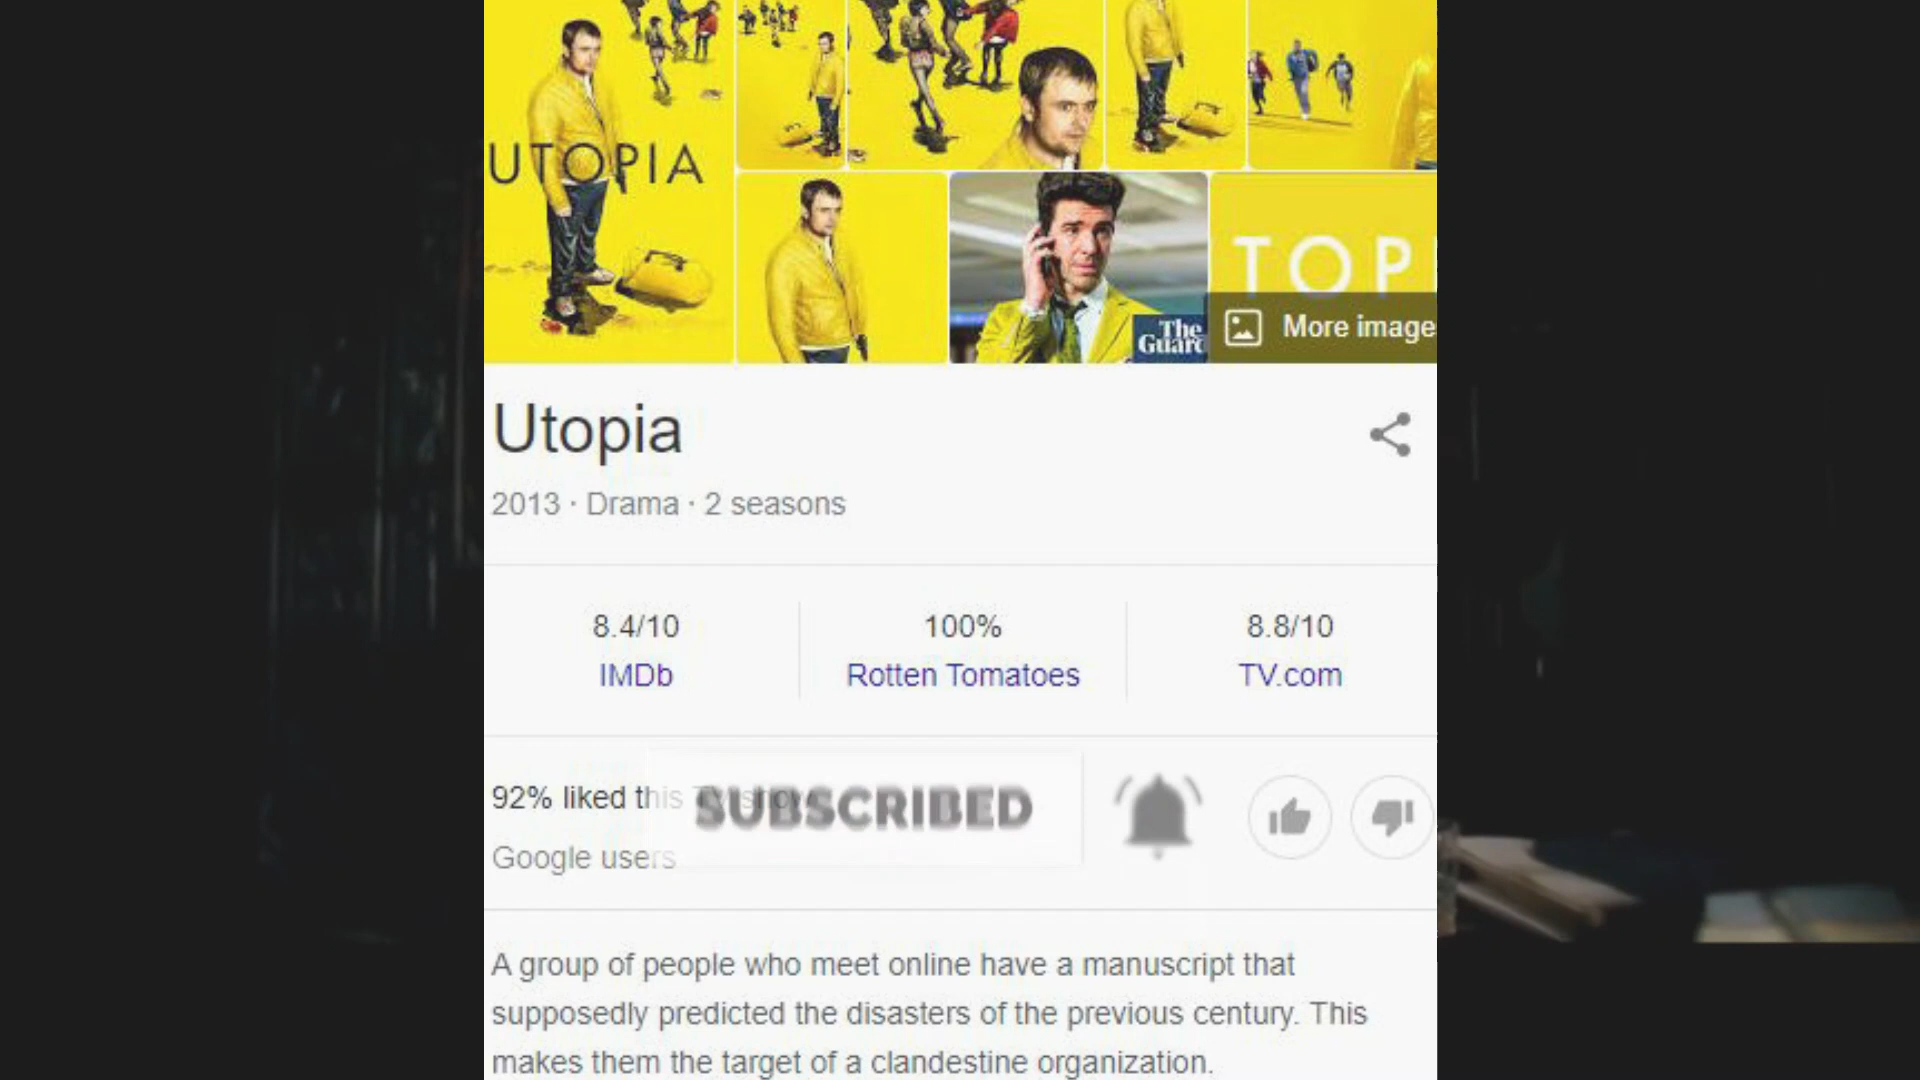 UTOPIA
The
Guard
TOP
More image
Utopia
2013 · Drama · 2 seasons
8.4/10
100%
8.8/10
IMDb
Rotten Tomatoes
TV.com
92% liked this TV show
SUBSCRIBED
Google users
A group of people who meet online have a manuscript that
supposedly predicted the disasters of the previous century. This
makes them the target of a clandestine organization.